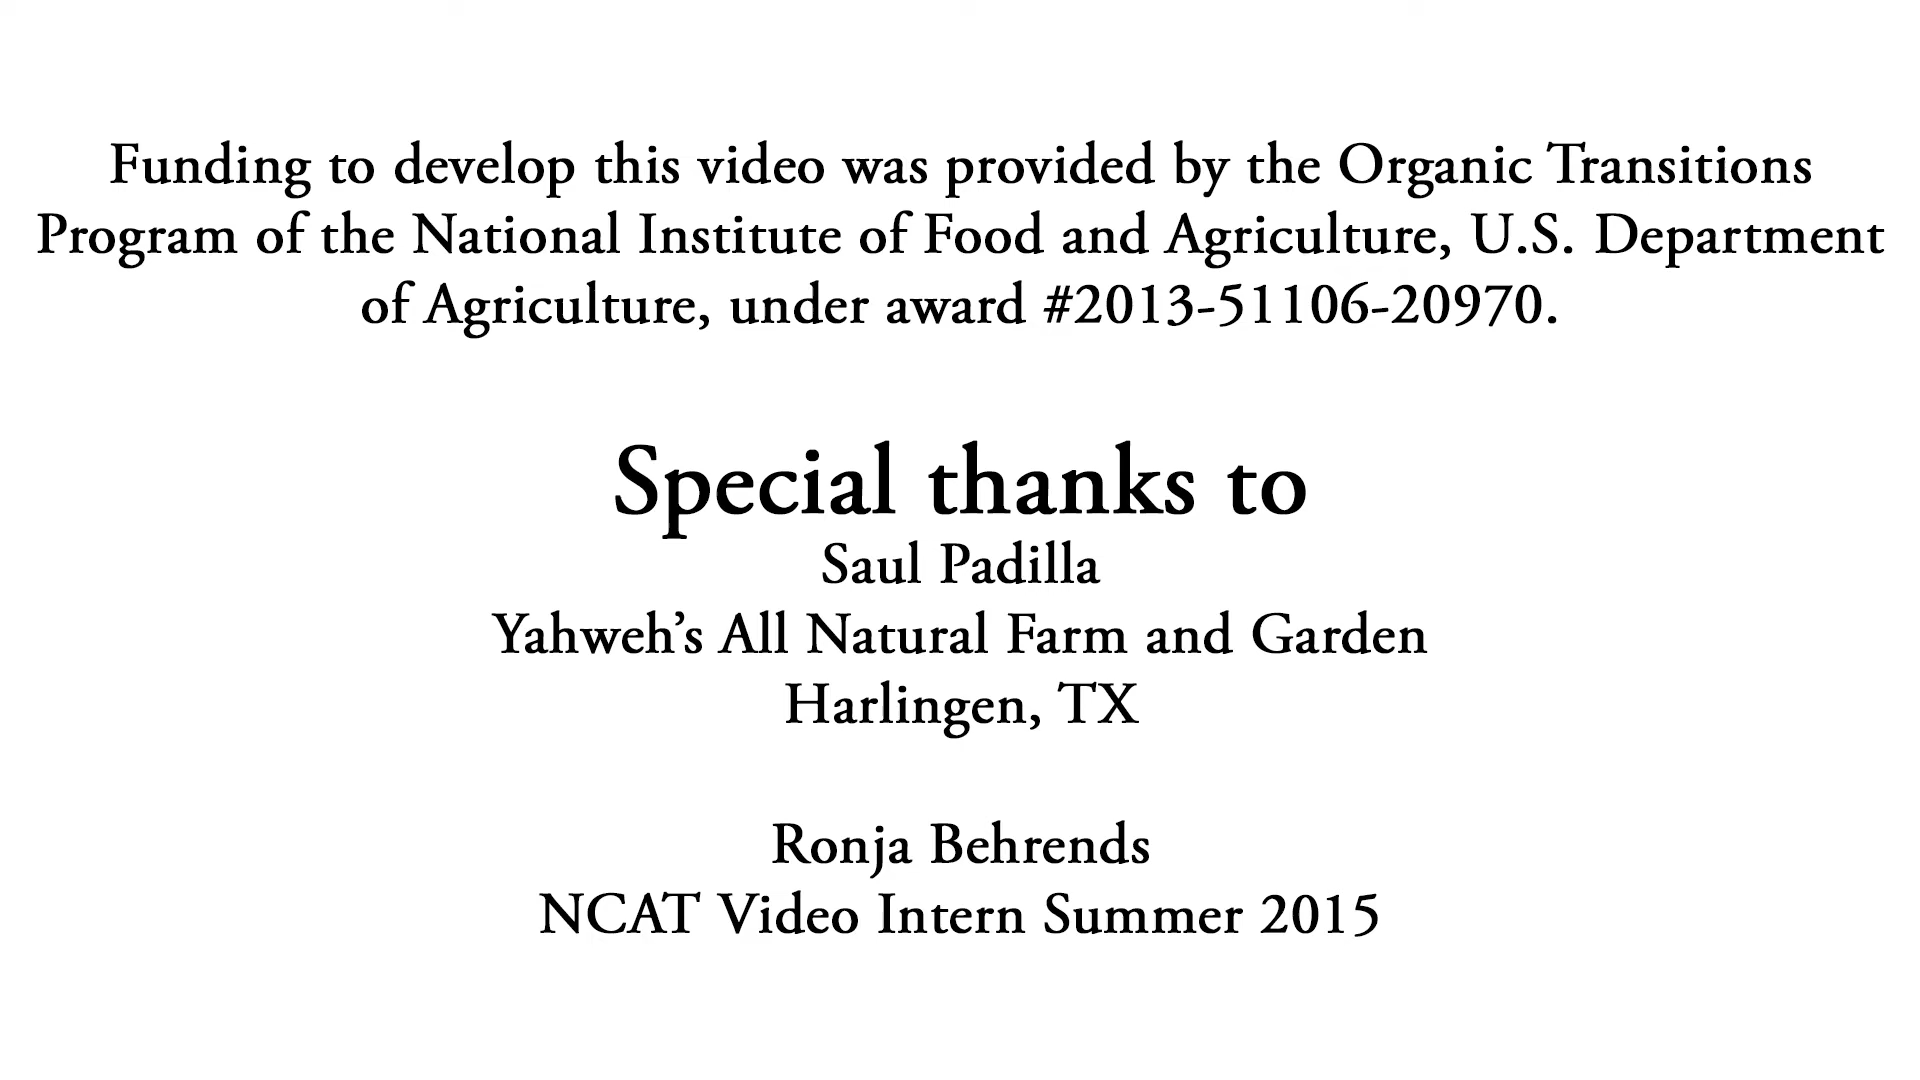 Funding to develop this video was provided by the Organic Transitions
Program of the National Institute of Food and Agriculture, U.S. Department
of Agriculture, under award #2013-51106-20970.
Special thanks to
Saul Padilla
Yahweh’s All Natural Farm and Garden
Harlingen, TX
Ronja Behrends
NCAT Video Intern Summer 2015